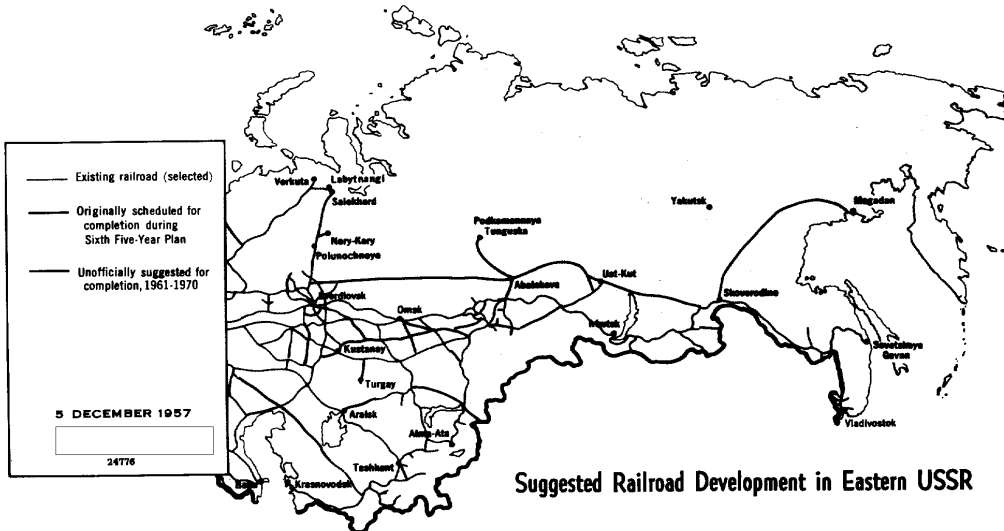 Existing railroad (selected)
Originally scheduled for
completion during
Sixth Five-Year Plan
Unofficially suggested for
completion, 1961-1970
5 DECEMBER 1957
24776
Vorkuta
Labytnangi
Salekhard
Nary-Kary
Polunochnoye
Sverdlovsk
Omsk
Kustanay
Turgay
Aralsk
Alma-Ata
Tashkent
Krasnovodsk
Podkamennaya
Tunguska
Abalakova
Ust-Kut
Irkutsk
Yakutsk
Skovorodino
Magadan
Sovetskaya
Gavan
Vladivostok
Suggested Railroad Development in Eastern USSR